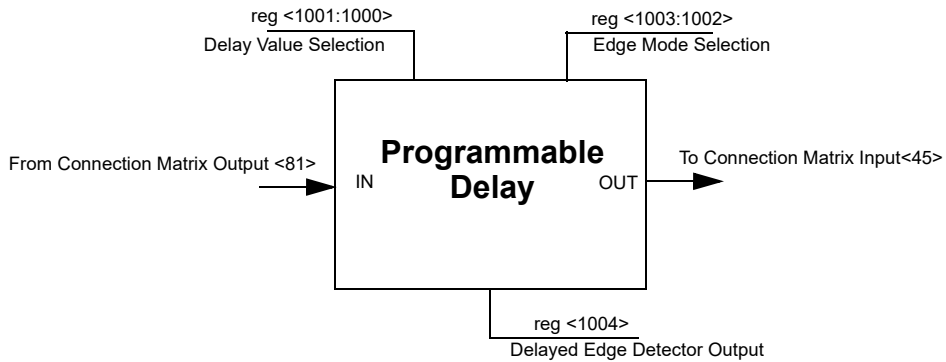 reg <1001:1000>
Delay Value Selection
reg <1003:1002>
Edge Mode Selection
From Connection Matrix Output <81>
IN
Programmable
Delay
OUT
To Connection Matrix Input<45>
reg <1004>
Delayed Edge Detector Output